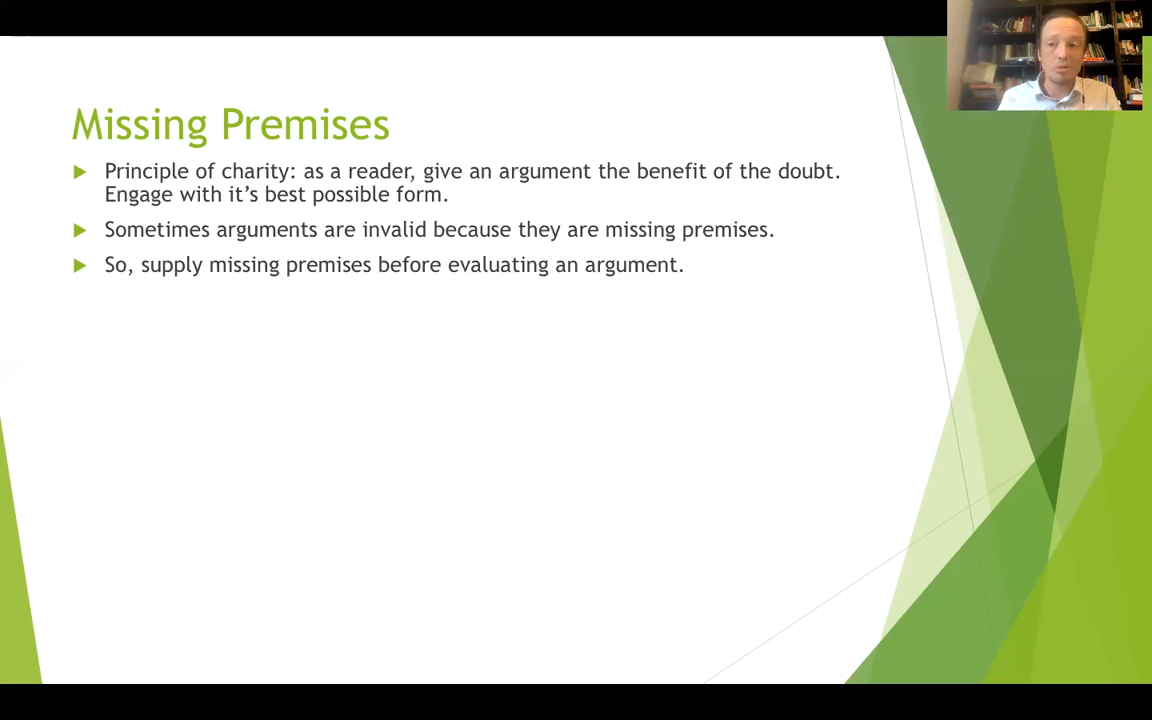 Missing Premises
Principle of charity: as a reader, give an argument the benefit of the doubt.
Engage with it’s best possible form.
Sometimes arguments are invalid because they are missing premises.
So, supply missing premises before evaluating an argument.